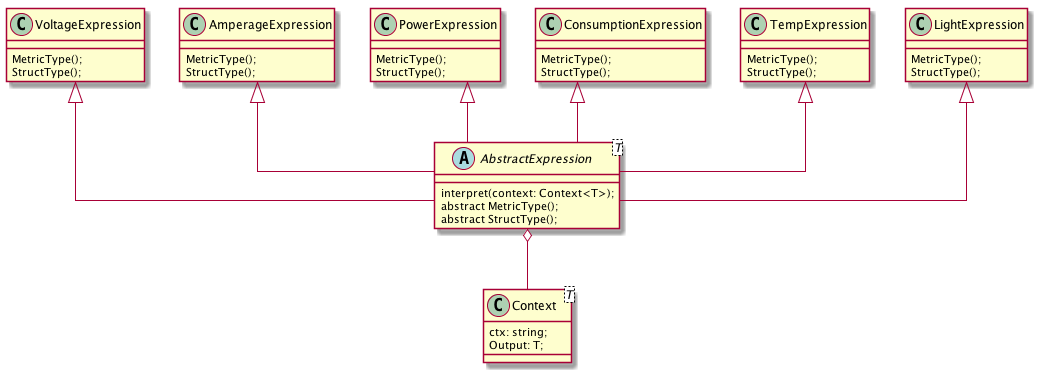 C VoltageExpression
MetricType();
StructType();
C AmperageExpression
MetricType();
StructType();
C PowerExpression
MetricType();
StructType();
C ConsumptionExpression
MetricType();
StructType();
C TempExpression
MetricType();
StructType();
C LightExpression
MetricType();
StructType();
A AbstractExpression T
interpret(context: Context<T>);
abstract MetricType();
abstract StructType();
C Context T
ctx: string;
Output: T;